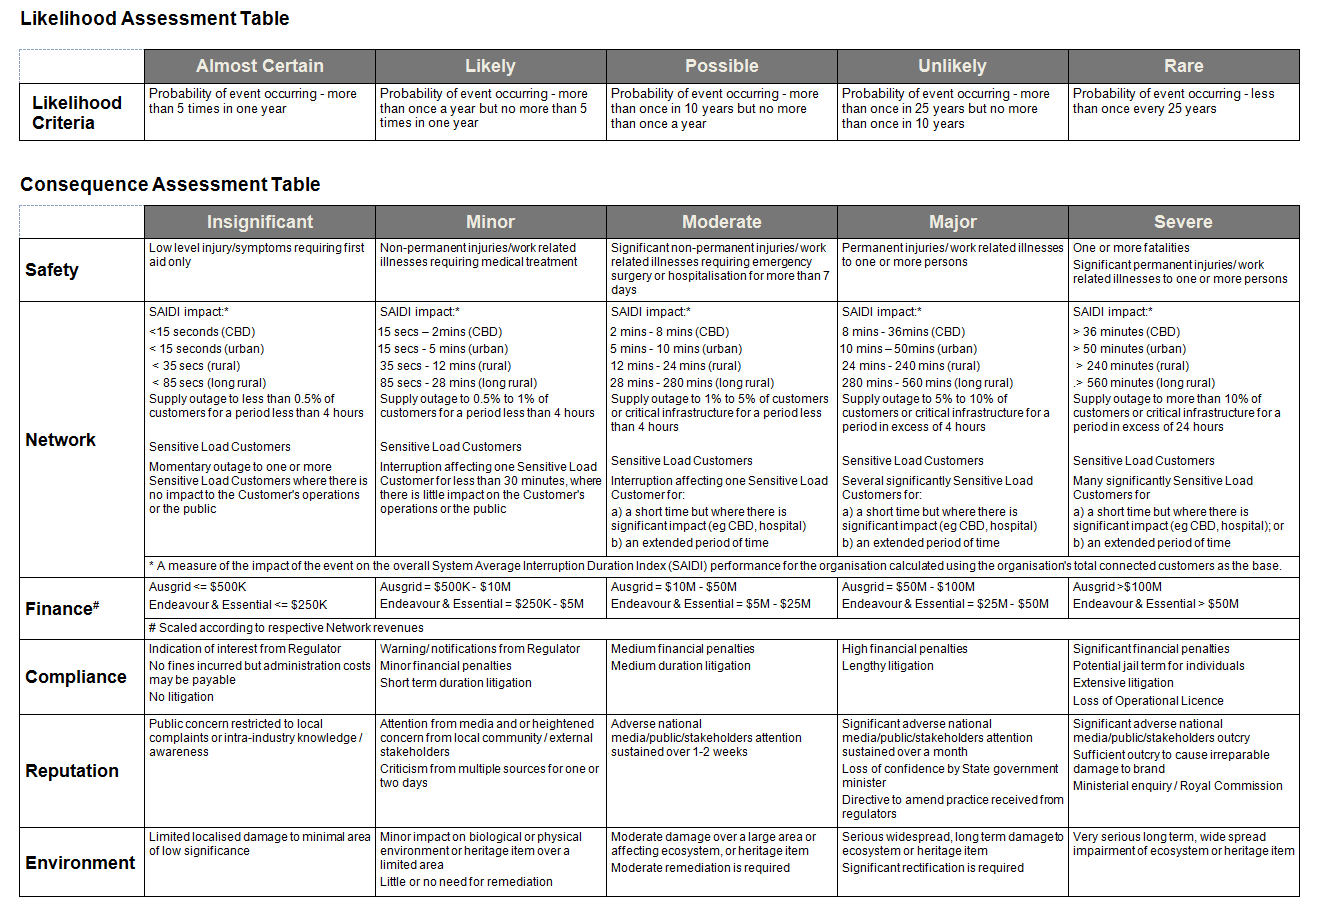 Likelihood Assessment Table
Almost Certain
Likely
Possible
Unlikely
Rare
Likelihood
Criteria
Probability of event occurring - more
than 5 times in one year
Probability of event occurring - more
than once a year but no more than 5
times in one year
Probability of event occurring - more
than once in 10 years but no more
than once a year
Probability of event occurring - more
than once in 25 years but no more
than once in 10 years
Probability of event occurring - less
than once every 25 years
Consequence Assessment Table
Insignificant
Minor
Moderate
Major
Severe
Safety
Low level injury/symptoms requiring first
aid only
Non-permanent injuries/work related
illnesses requiring medical treatment
Significant non-permanent injuries/ work
related illnesses requiring emergency
surgery or hospitalisation for more than 7
days
Permanent injuries/ work related illnesses
to one or more persons
One or more fatalities
Significant permanent injuries/ work
related illnesses to one or more persons
Network
SAIDI impact:*
<15 seconds (CBD)
< 15 seconds (urban)
< 35 secs (rural)
< 85 secs (long rural)
Supply outage to less than 0.5% of
customers for a period less than 4 hours
Sensitive Load Customers
Momentary outage to one or more
Sensitive Load Customers where there is
no impact to the Customer's operations
or the public
SAIDI impact:*
15 secs – 2mins (CBD)
15 secs - 5 mins (urban)
35 secs - 12 mins (rural)
85 secs - 28 mins (long rural)
Supply outage to 0.5% to 1% of
customers for a period less than 4 hours
Sensitive Load Customers
Interruption affecting one Sensitive Load
Customer for less than 30 minutes, where
there is little impact on the Customer's
operations or the public
SAIDI impact:*
2 mins - 8 mins (CBD)
5 mins - 10 mins (urban)
12 mins - 24 mins (rural)
28 mins - 280 mins (long rural)
Supply outage to 1% to 5% of customers
or critical infrastructure for a period less
than 4 hours
Sensitive Load Customers
Interruption affecting one Sensitive Load
Customer for:
a) a short time but where there is
significant impact (eg CBD, hospital)
b) an extended period of time
SAIDI impact:*
8 mins - 36mins (CBD)
10 mins – 50mins (urban)
24 mins - 240 mins (rural)
280 mins - 560 mins (long rural)
Supply outage to 5% to 10% of
customers or critical infrastructure for a
period in excess of 4 hours
Sensitive Load Customers
Several significantly Sensitive Load
Customers for:
a) a short time but where there is
significant impact (eg CBD, hospital)
b) an extended period of time
SAIDI impact:*
> 36 minutes (CBD)
> 50 minutes (urban)
> 240 minutes (rural)
.> 560 minutes (long rural)
Supply outage to more than 10% of
customers or critical infrastructure for a
period in excess of 24 hours
Sensitive Load Customers
Many significantly Sensitive Load
Customers for
a) a short time but where there is
significant impact (eg CBD, hospital); or
b) an extended period of time
* A measure of the impact of the event on the overall System Average Interruption Duration Index (SAIDI) performance for the organisation calculated using the organisation's total connected customers as the base.
Finance#
Ausgrid <= $500K
Endeavour & Essential <= $250K
Ausgrid = $500K - $10M
Endeavour & Essential = $250K - $5M
Ausgrid = $10M - $50M
Endeavour & Essential = $5M - $25M
Ausgrid = $50M - $100M
Endeavour & Essential = $25M - $50M
Ausgrid >$100M
Endeavour & Essential > $50M
# Scaled according to respective Network revenues
Compliance
Indication of interest from Regulator
No fines incurred but administration costs
may be payable
No litigation
Warning/ notifications from Regulator
Minor financial penalties
Short term duration litigation
Medium financial penalties
Medium duration litigation
High financial penalties
Lengthy litigation
Significant financial penalties
Potential jail term for individuals
Extensive litigation
Loss of Operational Licence
Reputation
Public concern restricted to local
complaints or intra-industry knowledge /
awareness
Attention from media and or heightened
concern from local community / external
stakeholders
Criticism from multiple sources for one or
two days
Adverse national
media/public/stakeholders attention
sustained over 1-2 weeks
Significant adverse national
media/public/stakeholders attention
sustained over a month
Loss of confidence by State government
minister
Directive to amend practice received from
regulators
Significant adverse national
media/public/stakeholders outcry
Sufficient outcry to cause irreparable
damage to brand
Ministerial enquiry / Royal Commission
Environment
Limited localised damage to minimal area
of low significance
Minor impact on biological or physical
environment or heritage item over a
limited area
Little or no need for remediation
Moderate damage over a large area or
affecting ecosystem, or heritage item
Moderate remediation is required
Serious widespread, long term damage to
ecosystem or heritage item
Significant rectification is required
Very serious long term, wide spread
impairment of ecosystem or heritage item